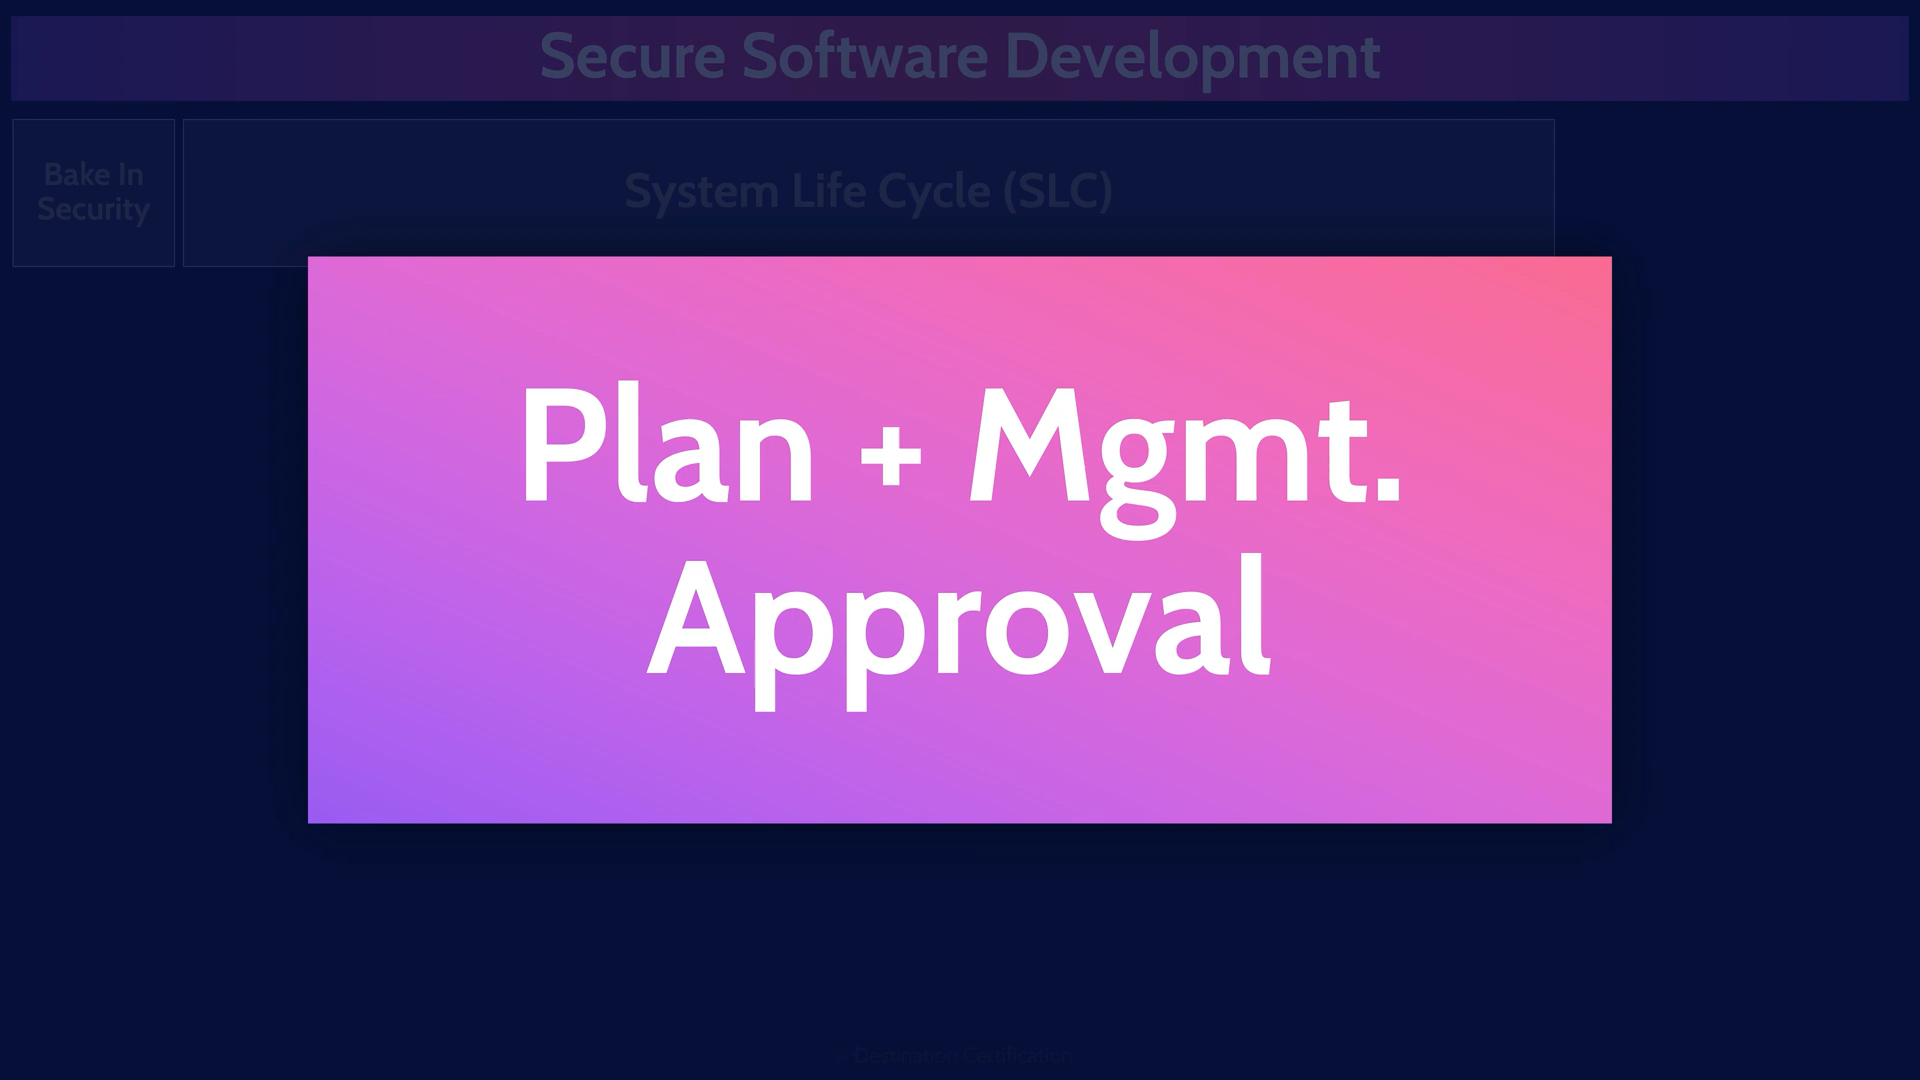 Secure Software Development
Bake In
Security
System Life Cycle (SLC)
Plan + Mgmt.
Approval
© Destination Certification